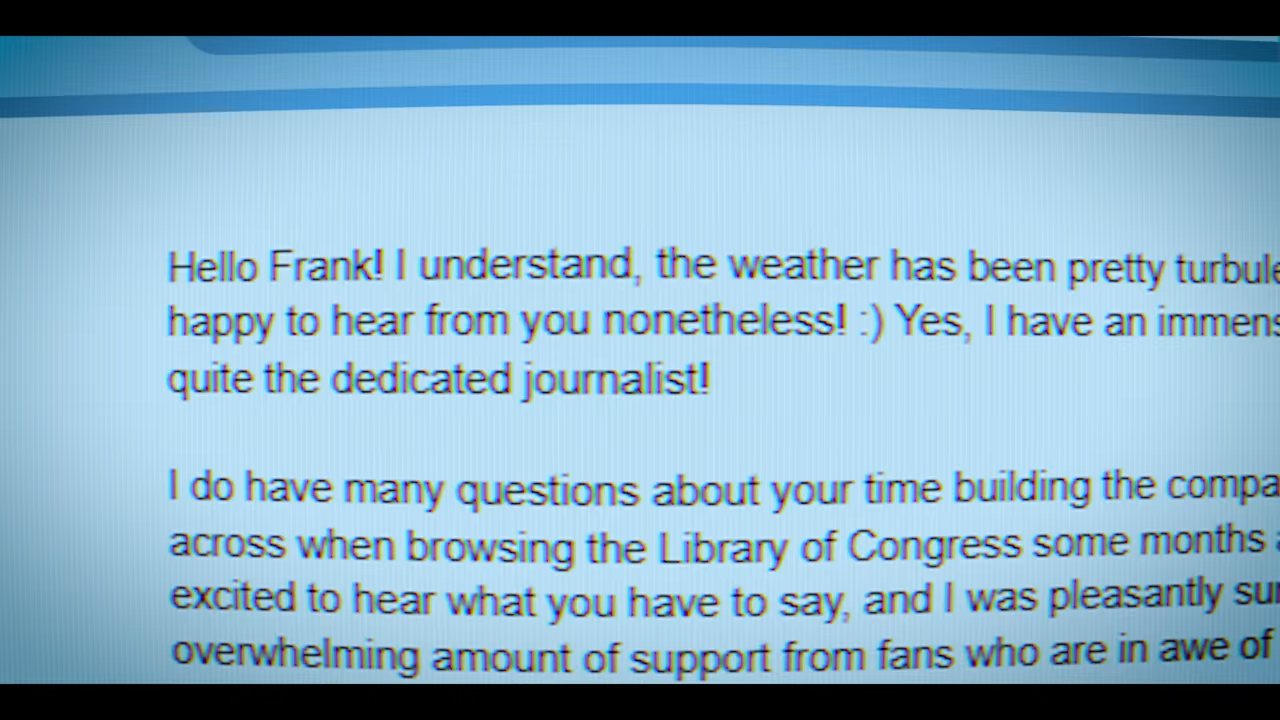 Hello Frank! I understand, the weather has been pretty
happy to hear from you nonetheless! :) Yes, I have an
quite the dedicated journalist!
I do have many questions about your time building the
across when browsing the Library of Congress some months
excited to hear what you have to say, and I was pleasantly
overwhelming amount of support from fans who are in awe of